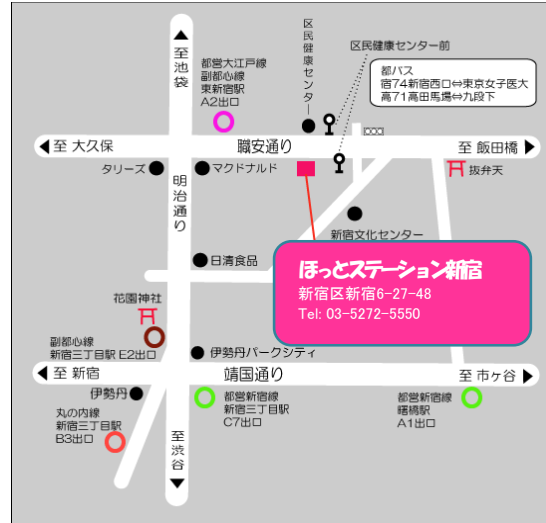 至池袋
都営大江戸線
副都心線
東新宿駅
A2出口
区民健康センター
区民健康センター前
都バス
宿74新宿西口⇔東京女子医大
高71高田馬場⇔九段下
至 大久保
職安通り
至 飯田橋
タリーズ
マクドナルド
抜弁天
明治通り
新宿文化センター
日清食品
ほっとステーション新宿
新宿区新宿6-27-48
Tel: 03-5272-5550
花園神社
副都心線
新宿三丁目駅 E2出口
伊勢丹パークシティ
至 新宿
靖国通り
至 市ヶ谷
伊勢丹
都営新宿線
新宿三丁目駅
C7出口
都営新宿線
曙橋駅
A1出口
丸の内線
新宿三丁目駅
B3出口
至渋谷